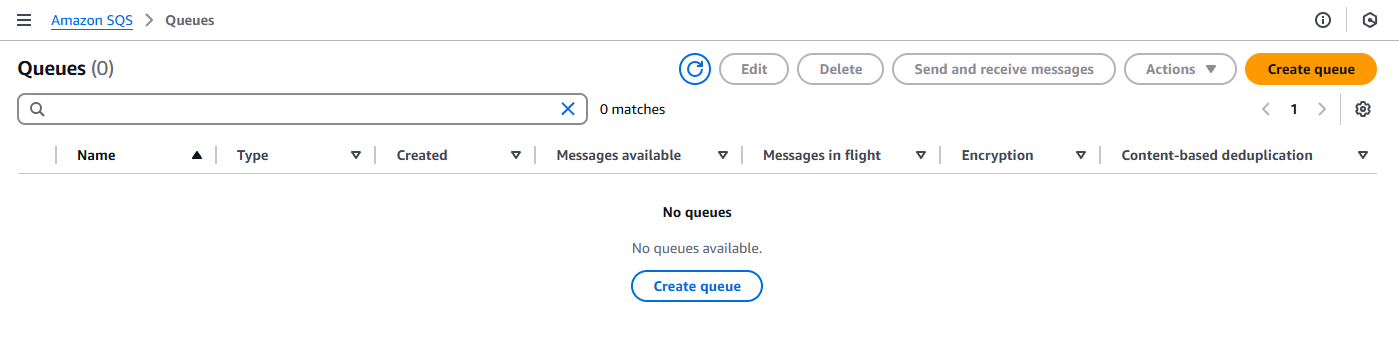 Amazon SQS Queues
Queues (0) Edit Delete Send and receive messages Actions Create queue
0 matches 1
Name Type Created Messages available Messages in flight Encryption Content-based deduplication
No queues
No queues available.
Create queue